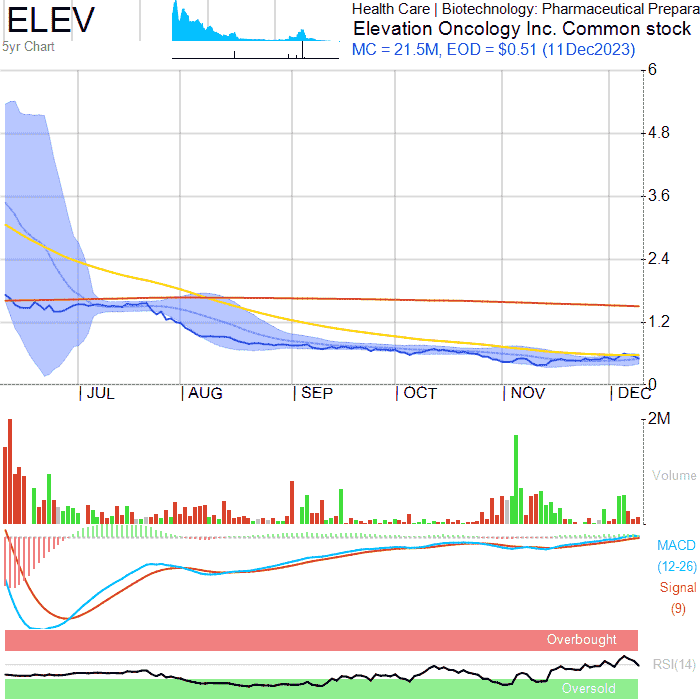 ELEV
5yr Chart
Health Care | Biotechnology: Pharmaceutical Prepara
Elevation Oncology Inc. Common stock
MC = 21.5M, EOD = $0.51 (11Dec2023)
6
4.8
3.6
2.4
1.2
0
JUL AUG SEP OCT NOV DEC
2M
Volume
MACD
(12-26)
Signal
(9)
Overbought
RSI(14)
Oversold